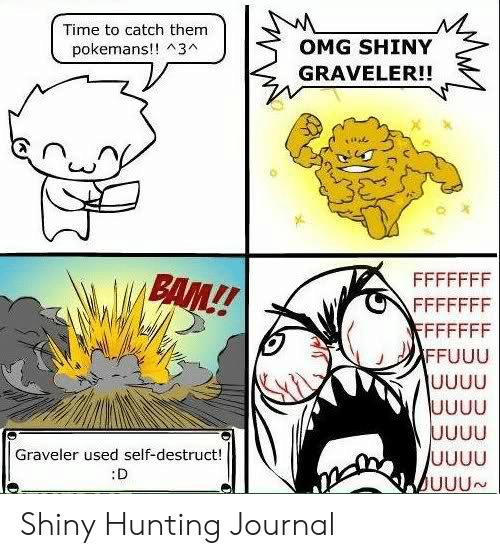 Time to catch them
pokemans!! ^3^
OMG SHINY
GRAVELER!!
BAM!!
Graveler used self-destruct!
:D
FFFFFFF
FFFFFFF
FFFFFFF
FFUUU
UUUU
UUUU
UUUU
UUUU
UUUU~
Shiny Hunting Journal